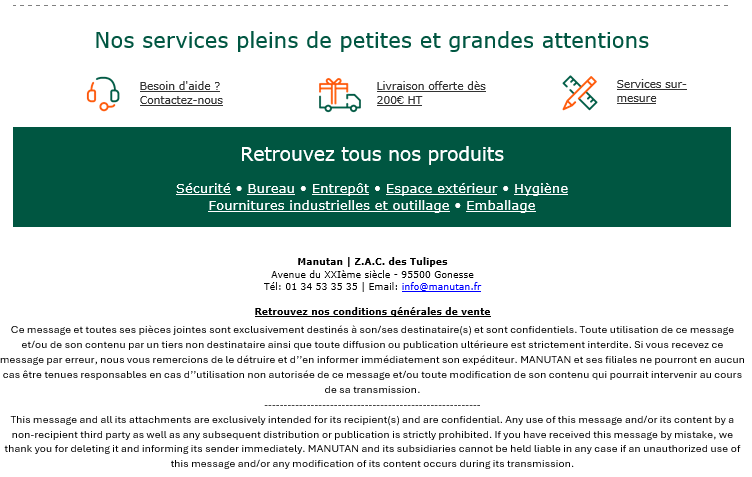 Nos services pleins de petites et grandes attentions
Besoin d'aide ?
Contactez-nous
Livraison offerte dès
200€ HT
Services sur-
mesure
Retrouvez tous nos produits
Sécurité • Bureau • Entrepôt • Espace extérieur • Hygiène
Fournitures industrielles et outillage • Emballage
Manutan | Z.A.C. des Tulipes
Avenue du XXIème siècle - 95500 Gonesse
Tél: 01 34 53 35 35 | Email: info@manutan.fr
Retrouvez nos conditions générales de vente
Ce message et toutes ses pièces jointes sont exclusivement destinés à son/ses destinataire(s) et sont confidentiels. Toute utilisation de ce message
et/ou de son contenu par un tiers non destinataire ainsi que toute diffusion ou publication ultérieure est strictement interdite. Si vous recevez ce
message par erreur, nous vous remercions de le détruire et d''en informer immédiatement son expéditeur. MANUTAN et ses filiales ne pourront en aucun
cas être tenues responsables en cas d''utilisation non autorisée de ce message et/ou toute modification de son contenu qui pourrait intervenir au cours
de sa transmission.
--------------------------------------------------------
This message and all its attachments are exclusively intended for its recipient(s) and are confidential. Any use of this message and/or its content by a
non-recipient third party as well as any subsequent distribution or publication is strictly prohibited. If you have received this message by mistake, we
thank you for deleting it and informing its sender immediately. MANUTAN and its subsidiaries cannot be held liable in any case if an unauthorized use of
this message and/or any modification of its content occurs during its transmission.